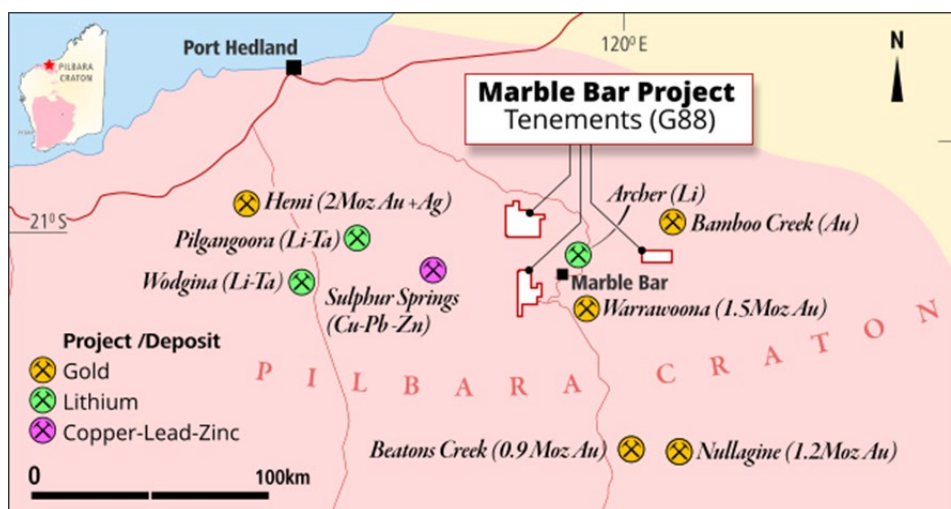 PILBARA
CRATON
Port Hedland
120° E
N
Marble Bar Project
Tenements (G88)
21° S
Hemi (2Moz Au +Ag)
Archer (Li)
Bamboo Creek (Au)
Pilgangoora (Li-Ta)
Wodgina (Li-Ta)
Sulphur Springs
(Cu-Pb -Zn)
Marble Bar
Warrawoona (1.5Moz Au)
PILBARA CRATON
Project /Deposit
Gold
Lithium
Copper-Lead-Zinc
Beatons Creek (0.9 Moz Au)
Nullagine (1.2Moz Au)
0 100km